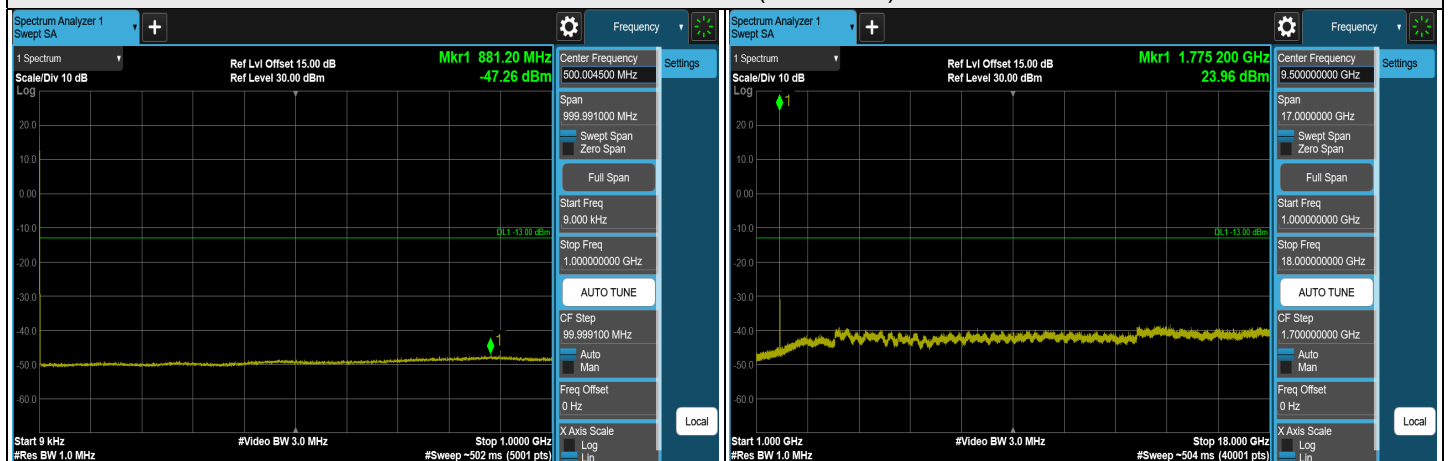 Spectrum Analyzer 1
Swept SA
+
Frequency
1 Spectrum
Scale/Div 10 dB
Log
Ref Lvl Offset 15.00 dB
Ref Level 30.00 dBm
Mkr1 881.20 MHz
-47.26 dBm
1
20.0
10.0
0.00
-10.0
-20.0
-30.0
-40.0
-50.0
-60.0
DL1 -13.00 dBm
Start 9 kHz
#Res BW 1.0 MHz
#Video BW 3.0 MHz
Stop 1.0000 GHz
#Sweep ~502 ms (5001 pts)
Center Frequency
500.004500 MHz
Span
999.991000 MHz
Swept Span
Zero Span
Full Span
Start Freq
9.000 kHz
Stop Freq
1.000000000 GHz
AUTO TUNE
CF Step
99.999100 MHz
Auto
Man
Freq Offset
0 Hz
X Axis Scale
Log
Lin
Settings
Local
Spectrum Analyzer 1
Swept SA
+
Frequency
1 Spectrum
Scale/Div 10 dB
Log
Ref Lvl Offset 15.00 dB
Ref Level 30.00 dBm
Mkr1 1.775 200 GHz
23.96 dBm
1
20.0
10.0
0.00
-10.0
-20.0
-30.0
-40.0
-50.0
-60.0
DL1 -13.00 dBm
Start 1.000 GHz
#Res BW 1.0 MHz
#Video BW 3.0 MHz
Stop 18.000 GHz
#Sweep ~504 ms (40001 pts)
Center Frequency
9.500000000 GHz
Span
17.0000000 GHz
Swept Span
Zero Span
Full Span
Start Freq
1.000000000 GHz
Stop Freq
18.000000000 GHz
AUTO TUNE
CF Step
1.700000000 GHz
Auto
Man
Freq Offset
0 Hz
X Axis Scale
Log
Lin
Settings
Local